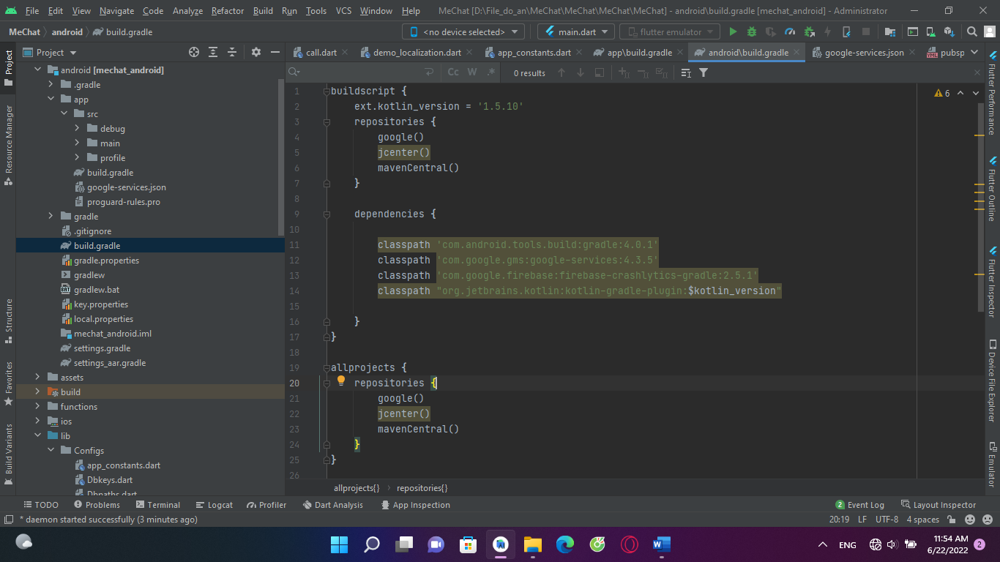 File Edit View Navigate Code Analyze Refactor Build Run Tools VCS Window Help MeChat [D:\File_do_an\MeChat\MeChat\MeChat\MeChat] - android\build.gradle [mechat_android] - Administrator
MeChat android build.gradle <no device selected> main.dart flutter emulator
Project call.dart demo_localization.dart app_constants.dart app\build.gradle android\build.gradle google-services.json pubsp
Project
Resource Manager
Structure
Favorites
Build Variants
android [mechat_android]
.gradle
app
src
debug
main
profile
build.gradle
google-services.json
proguard-rules.pro
gradle
.gitignore
build.gradle
gradle.properties
gradlew
gradlew.bat
key.properties
local.properties
mechat_android.iml
settings.gradle
settings_aar.gradle
assets
build
functions
ios
lib
Configs
app_constants.dart
Dbkeys.dart
Dbpaths.dart
Cc W .* 0 results
6
1 buildscript {
2 ext.kotlin_version = '1.5.10'
3 repositories {
4 google()
5 jcenter()
6 mavenCentral()
7 }
8
9 dependencies {
10
11 classpath 'com.android.tools.build:gradle:4.0.1'
12 classpath 'com.google.gms:google-services:4.3.5'
13 classpath 'com.google.firebase:firebase-crashlytics-gradle:2.5.1'
14 classpath "org.jetbrains.kotlin:kotlin-gradle-plugin:$kotlin_version"
15
16 }
17 }
18
19 allprojects {
20 repositories {
21 google()
22 jcenter()
23 mavenCentral()
24 }
25 }
26
allprojects{} › repositories{}
Flutter Performance
Flutter Outline
Flutter Inspector
Device File Explorer
Emulator
TODO Problems Terminal Logcat Profiler Dart Analysis App Inspection 2 Event Log Layout Inspector
* daemon started successfully (3 minutes ago) 20:19 LF UTF-8 4 spaces
ENG 11:54 AM
6/22/2022 2